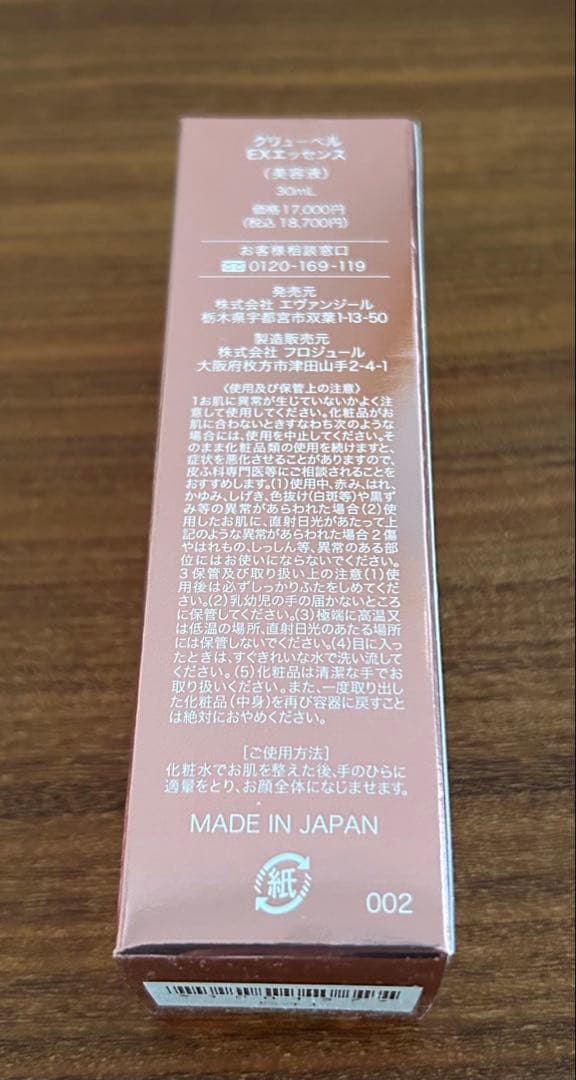 クリューペル
EXエッセンス
(美容液)
30mL
価格17,000円
(税込18,700円)
お客様相談窓口
0120-169-119
発売元
株式会社 エヴァンジール
栃木県宇都宮市双葉1-13-50
製造販売元
株式会社 フロジュール
大阪府枚方市津田山手2-4-1
〈使用及び保管上の注意〉
1お肌に異常が生じていないかよく注
意して使用してください。化粧品がお
肌に合わないときすなわち次のような
場合には、使用を中止してください。そ
のまま化粧品類の使用を続けますと、
症状を悪化させることがありますので、
皮ふ科専門医等にご相談されることを
おすすめします。(1)使用中、赤み、はれ、
かゆみ、しげき、色抜け(白斑等)や黒ず
み等の異常があらわれた場合(2)使
用したお肌に、直射日光があたって上
記のような異常があらわれた場合2傷
やはれもの、しっしん等、異常のある部
位にはお使いにならないでください。
3保管及び取り扱い上の注意(1)使
用後は必ずしっかりふたをしめてくだ
さい。(2)乳幼児の手の届かないところ
に保管してください。(3)極端に高温又
は低温の場所、直射日光のあたる場所
には保管しないでください。(4)目に入っ
たときは、すぐきれいな水で洗い流して
ください。(5)化粧品は清潔な手でお
取り扱いください。また、一度取り出し
た化粧品(中身)を再び容器に戻すこと
は絶対におやめください。
[ご使用方法]
化粧水でお肌を整えた後、手のひらに
適量をとり、お顔全体になじませます。
MADE IN JAPAN
紙
002